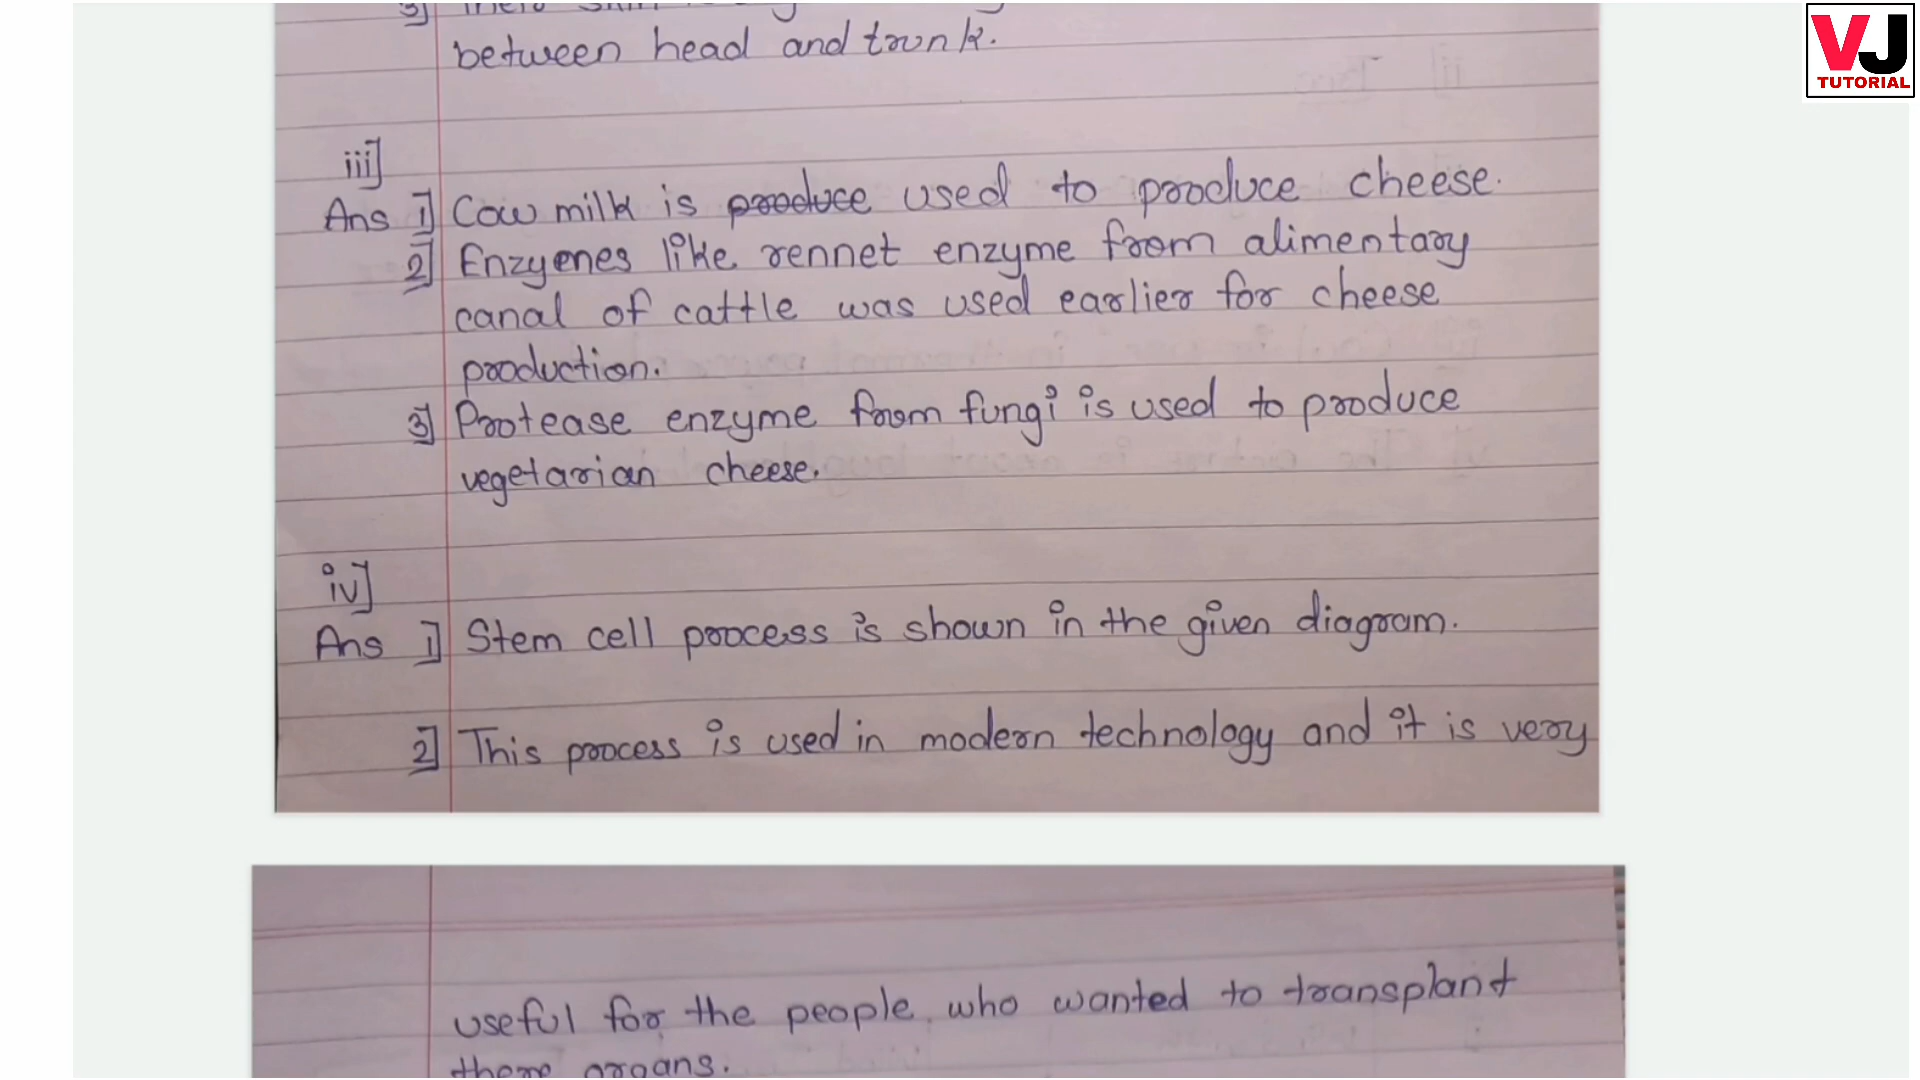 between head and trunk.
VJ
TUTORIAL
iii]
Ans 1] Cow milk is produce used to produce cheese.
2] Enzyenes like rennet enzyme from alimentary
canal of cattle was used earlier for cheese
production.
3] Protease enzyme from fungi is used to produce
vegetarian cheese.
iv]
Ans 1] Stem cell process is shown in the given diagram.
2] This process is used in modern technology and it is very
useful for the people who wanted to transplant
there organs.